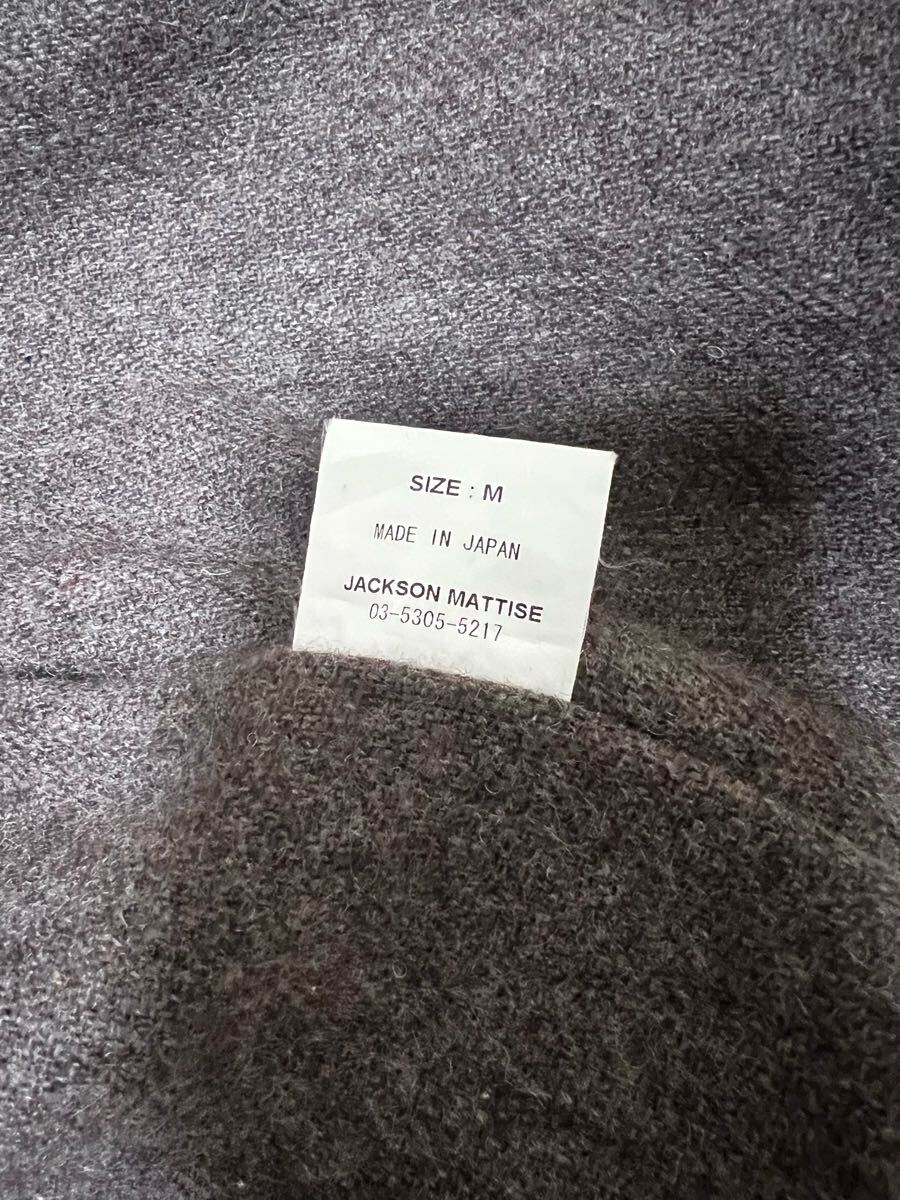 SIZE : M
MADE IN JAPAN
JACKSON MATTISE
03-5305-5217